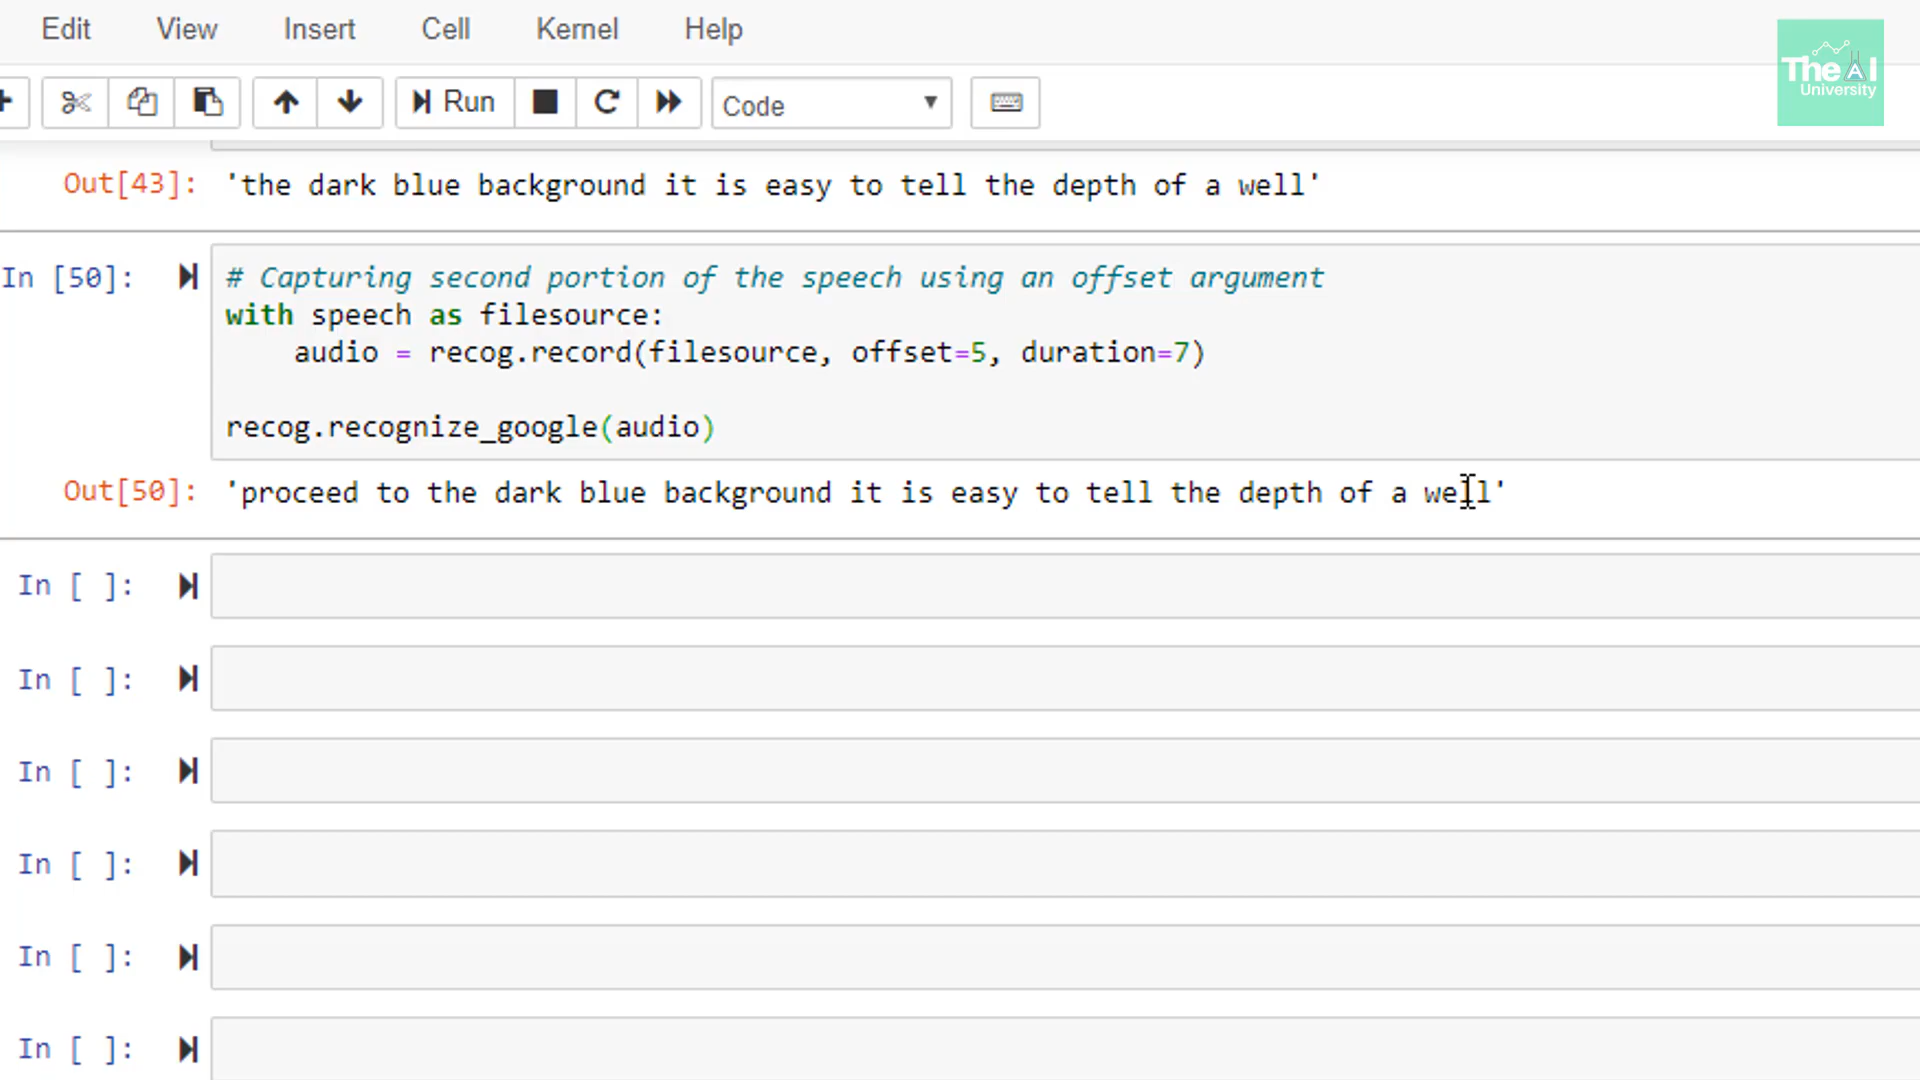 Edit View Insert Cell Kernel Help
Run Code
The AI
University
Out[43]: 'the dark blue background it is easy to tell the depth of a well'
In [50]: # Capturing second portion of the speech using an offset argument
with speech as filesource:
audio = recog.record(filesource, offset=5, duration=7)
recog.recognize_google(audio)
Out[50]: 'proceed to the dark blue background it is easy to tell the depth of a well'
In [ ]:
In [ ]:
In [ ]:
In [ ]:
In [ ]:
In [ ]: